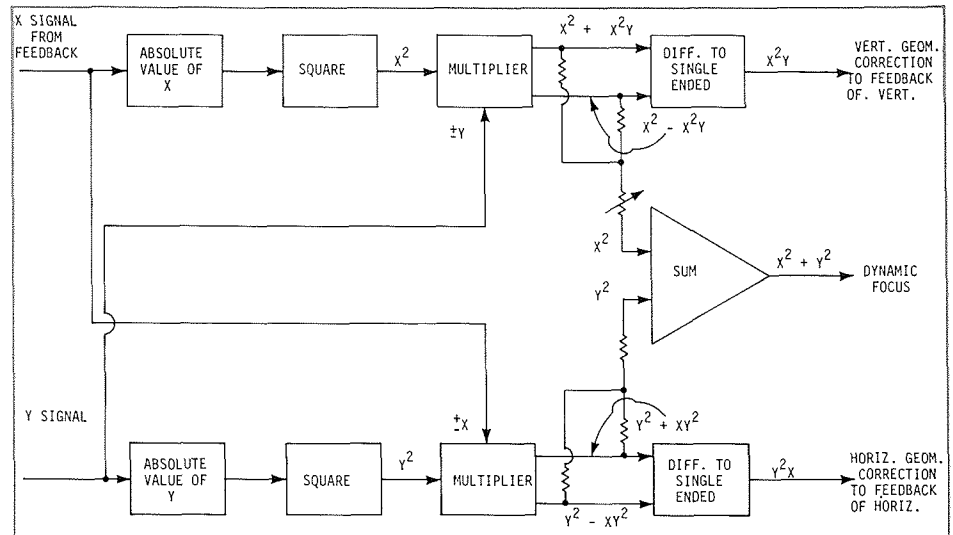 X SIGNAL
FROM
FEEDBACK
ABSOLUTE
VALUE OF
X
SQUARE
X²
MULTIPLIER
±Y
X² + X²Y
X² - X²Y
DIFF. TO
SINGLE
ENDED
X²Y
VERT. GEOM.
CORRECTION
TO FEEDBACK
OF. VERT.
X²
Y²
SUM
X² + Y²
DYNAMIC
FOCUS
Y SIGNAL
ABSOLUTE
VALUE OF
Y
SQUARE
Y²
MULTIPLIER
±X
Y² + XY²
Y² - XY²
DIFF. TO
SINGLE
ENDED
Y²X
HORIZ. GEOM.
CORRECTION
TO FEEDBACK
OF HORIZ.